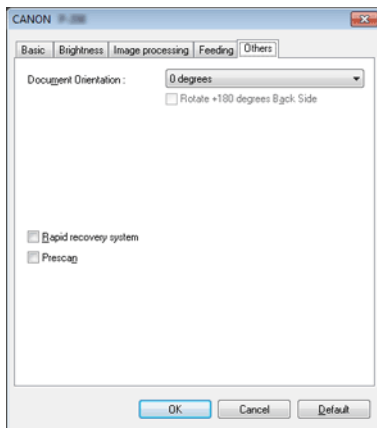 CANON
Basic Brightness Image processing Feeding Others
Document Orientation : 0 degrees
Rotate +180 degrees Back Side
Rapid recovery system
Prescan
OK Cancel Default